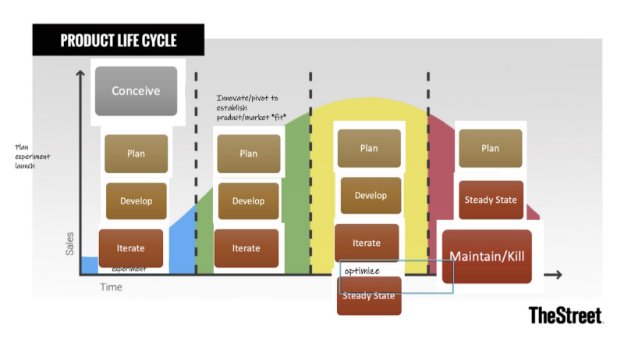 PRODUCT LIFE CYCLE
Conceive
Innovate/pivot to
establish
product/market "fit"
Plan
experiment
launch
Plan
Plan
Plan
Plan
Develop
Develop
Develop
Steady State
Iterate
Iterate
Iterate
Maintain/Kill
experiment
optimize
Steady State
Sales
Time
TheStreet.